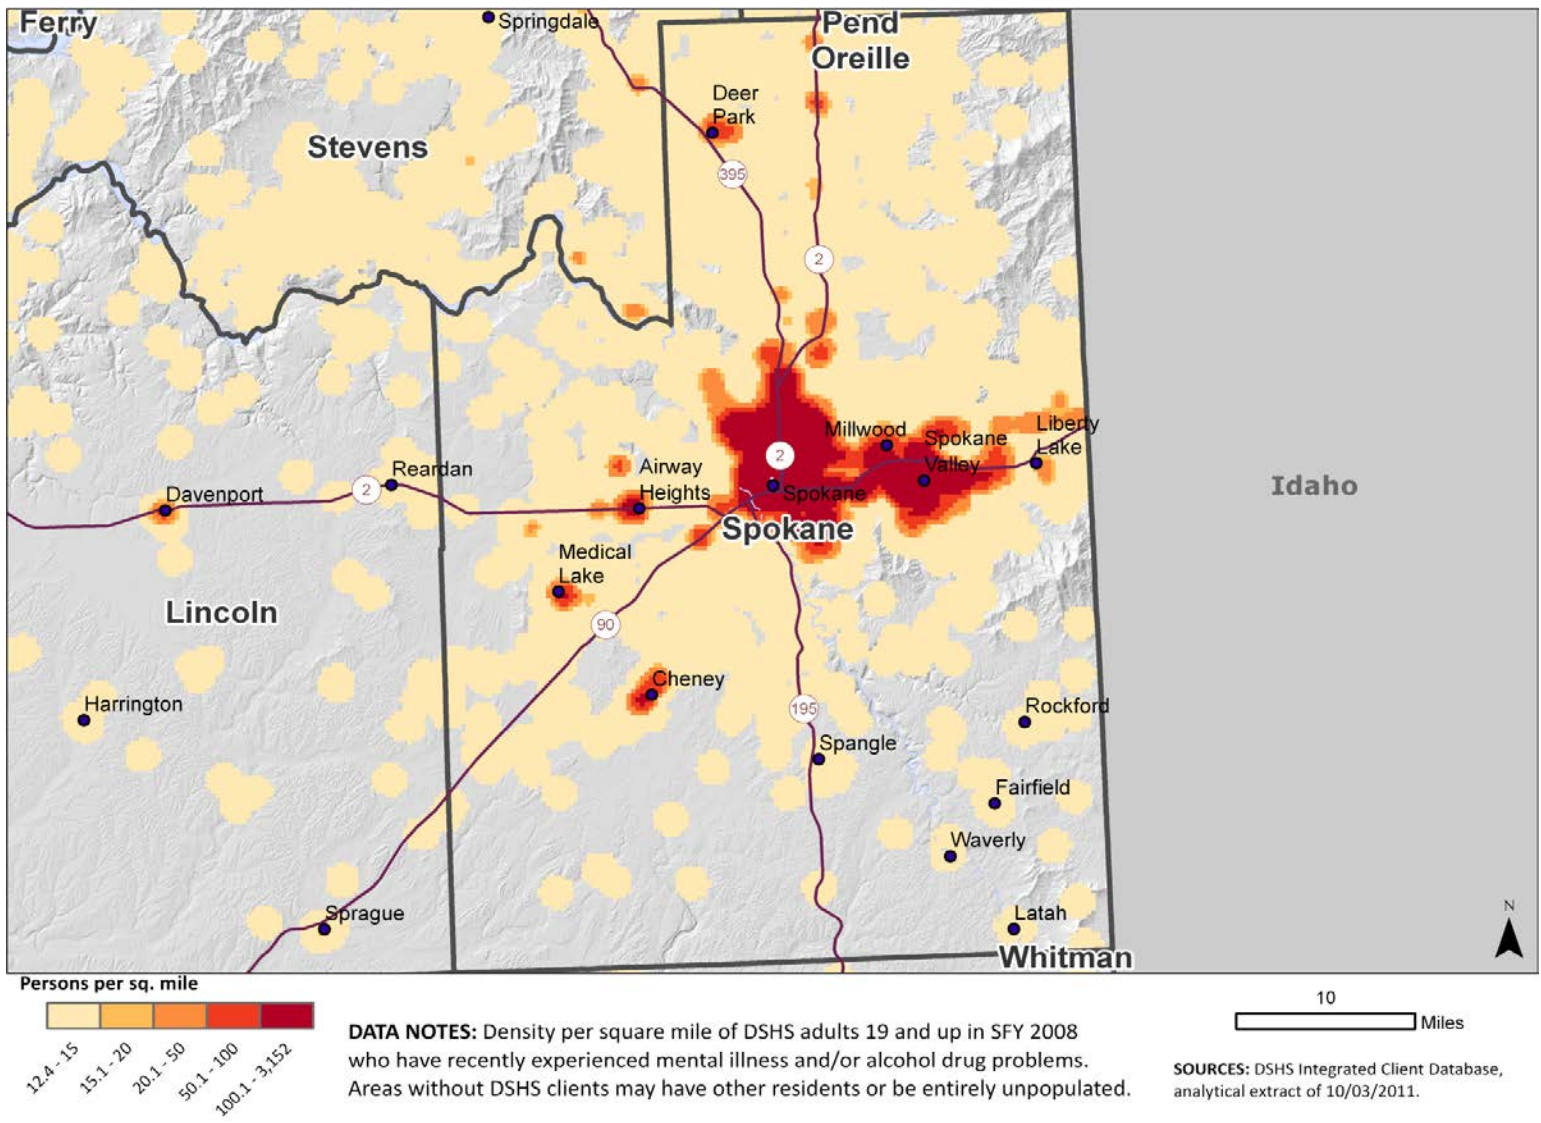 Ferry
Springdale
Pend
Oreille
Deer
Park
Stevens
395
2
Millwood
Spokane
Valley
Liberty
Lake
2
Airway
Heights
Reardan
2
Davenport
Spokane
Spokane
Idaho
Medical
Lake
Lincoln
90
Cheney
195
Harrington
Rockford
Spangle
Fairfield
Waverly
Sprague
Latah
Whitman
N
Persons per sq. mile
12.4 - 15
15.1 - 20
20.1 - 50
50.1 - 100
100.1 - 3,152
DATA NOTES: Density per square mile of DSHS adults 19 and up in SFY 2008
who have recently experienced mental illness and/or alcohol drug problems.
Areas without DSHS clients may have other residents or be entirely unpopulated.
10
Miles
SOURCES: DSHS Integrated Client Database,
analytical extract of 10/03/2011.